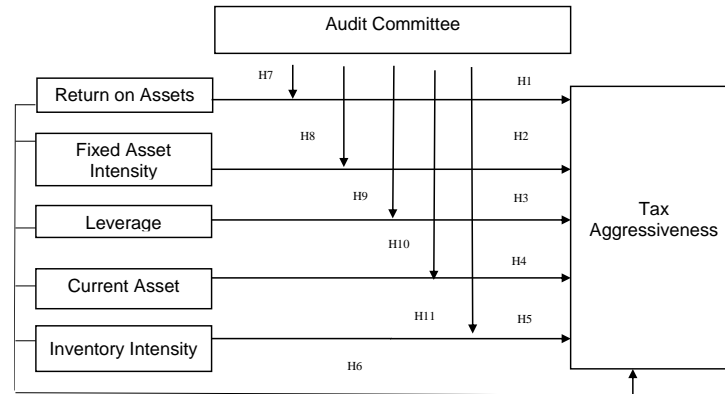 Audit Committee
H7
H1
Return on Assets
H8
H2
Fixed Asset
Intensity
H9
H3
Tax
Aggressiveness
Leverage
H10
H4
Current Asset
H11
H5
Inventory Intensity
H6